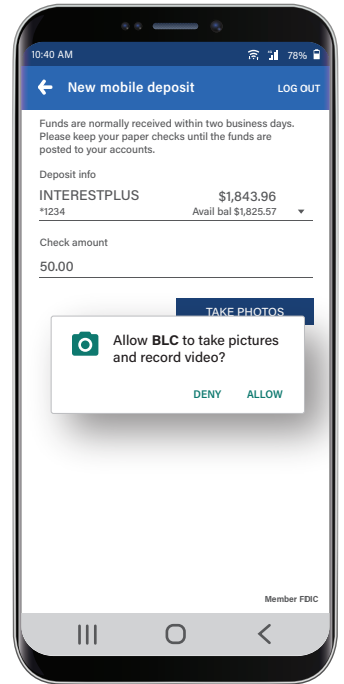 10:40 AM 78%
New mobile deposit LOG OUT
Funds are normally received within two business days.
Please keep your paper checks until the funds are
posted to your accounts.
Deposit info
INTERESTPLUS $1,843.96
*1234 Avail bal $1,825.57
Check amount
50.00
TAKE PHOTOS
Allow BLC to take pictures
and record video?
DENY ALLOW
Member FDIC